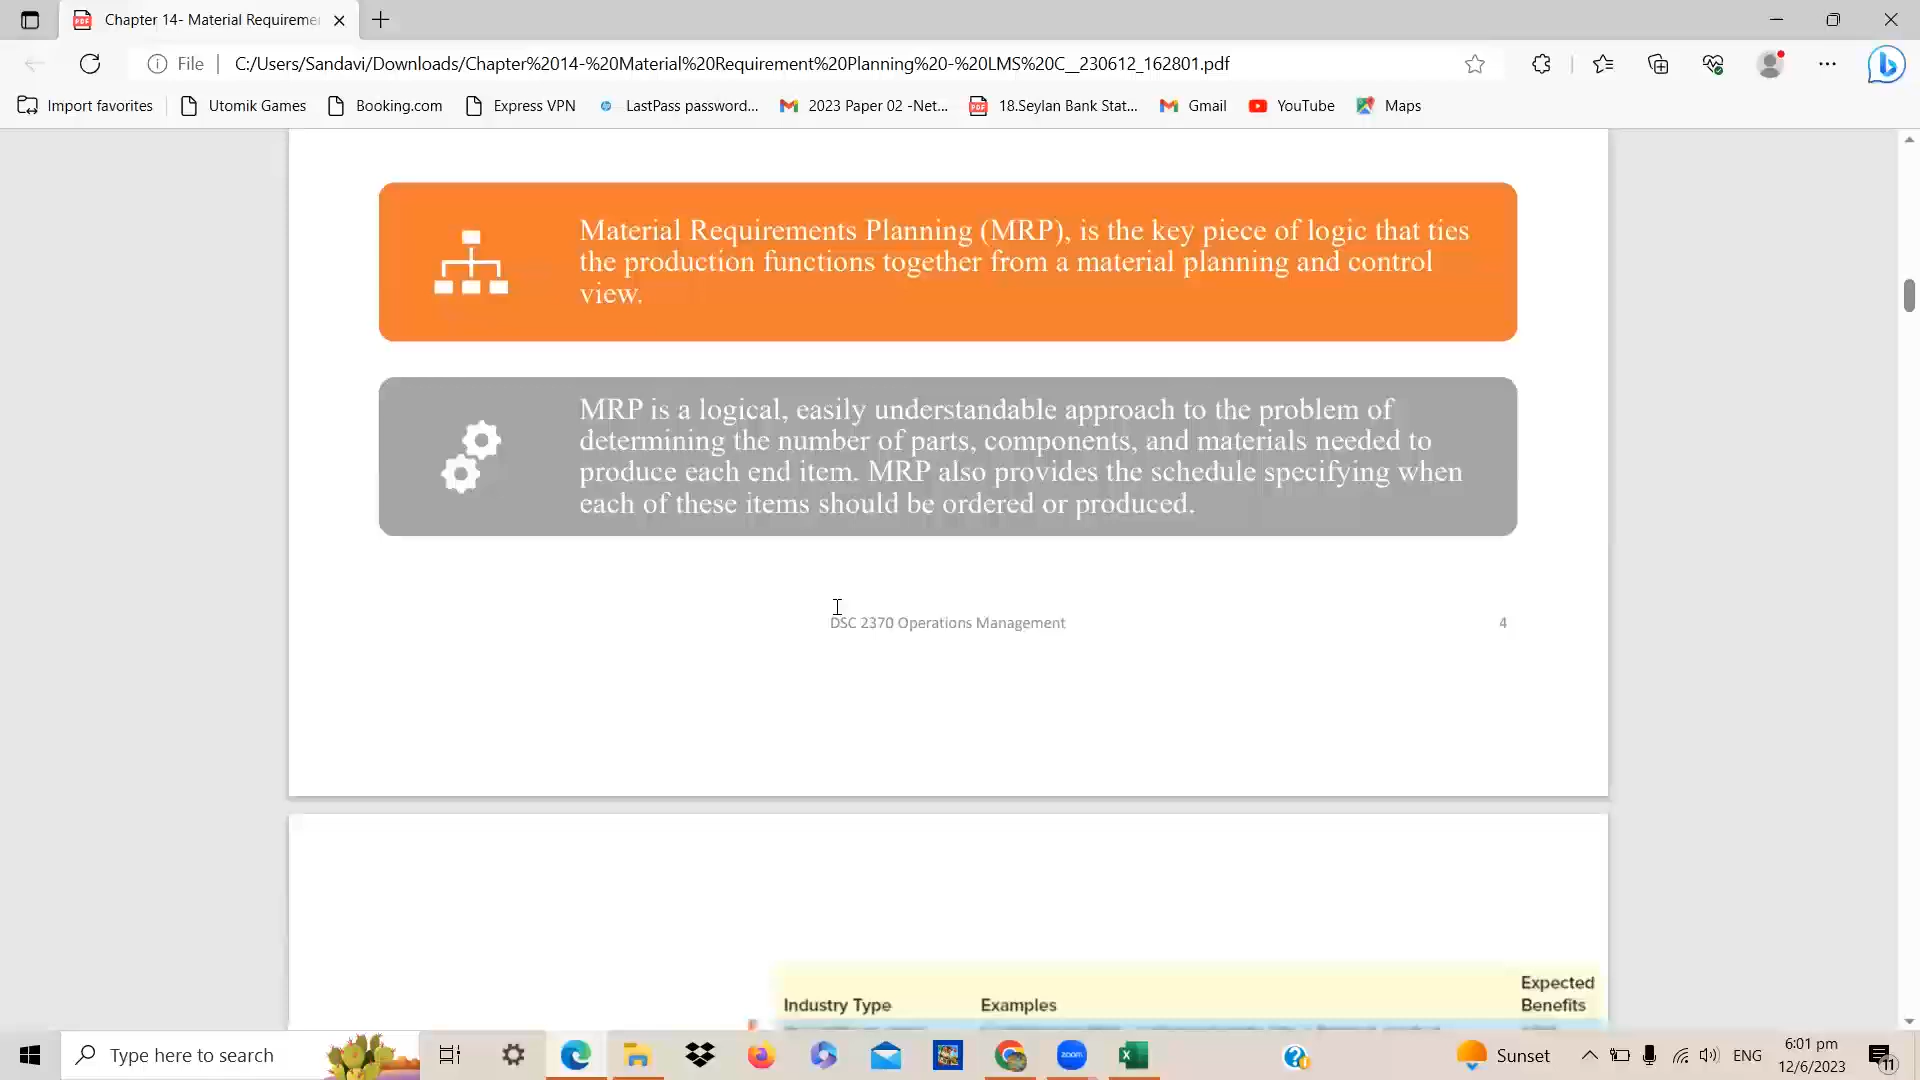 Chapter 14- Material Requireme
File
C:/Users/Sandavi/Downloads/Chapter%2014-%20Material%20Requirement%20Planning%20-%20LMS%20C__230612_162801.pdf
Import favorites
Utomik Games
Booking.com
Express VPN
LastPass password...
2023 Paper 02 -Net...
18.Seylan Bank Stat...
Gmail
YouTube
Maps
Material Requirements Planning (MRP), is the key piece of logic that ties
the production functions together from a material planning and control
view.
MRP is a logical, easily understandable approach to the problem of
determining the number of parts, components, and materials needed to
produce each end item. MRP also provides the schedule specifying when
each of these items should be ordered or produced.
DSC 2370 Operations Management
4
Industry Type
Examples
Expected
Benefits
Type here to search
zoom
Sunset
ENG
6:01 pm
12/6/2023
11